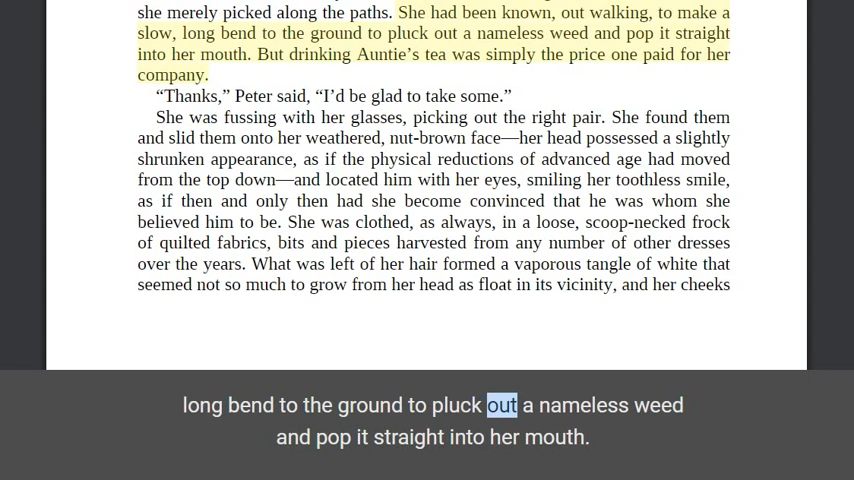 she merely picked along the paths. She had been known, out walking, to make a
slow, long bend to the ground to pluck out a nameless weed and pop it straight
into her mouth. But drinking Auntie’s tea was simply the price one paid for her
company.
“Thanks,” Peter said, “I’d be glad to take some.”
She was fussing with her glasses, picking out the right pair. She found them
and slid them onto her weathered, nut-brown face—her head possessed a slightly
shrunken appearance, as if the physical reductions of advanced age had moved
from the top down—and located him with her eyes, smiling her toothless smile,
as if then and only then had she become convinced that he was whom she
believed him to be. She was clothed, as always, in a loose, scoop-necked frock
of quilted fabrics, bits and pieces harvested from any number of other dresses
over the years. What was left of her hair formed a vaporous tangle of white that
seemed not so much to grow from her head as float in its vicinity, and her cheeks
long bend to the ground to pluck out a nameless weed
and pop it straight into her mouth.